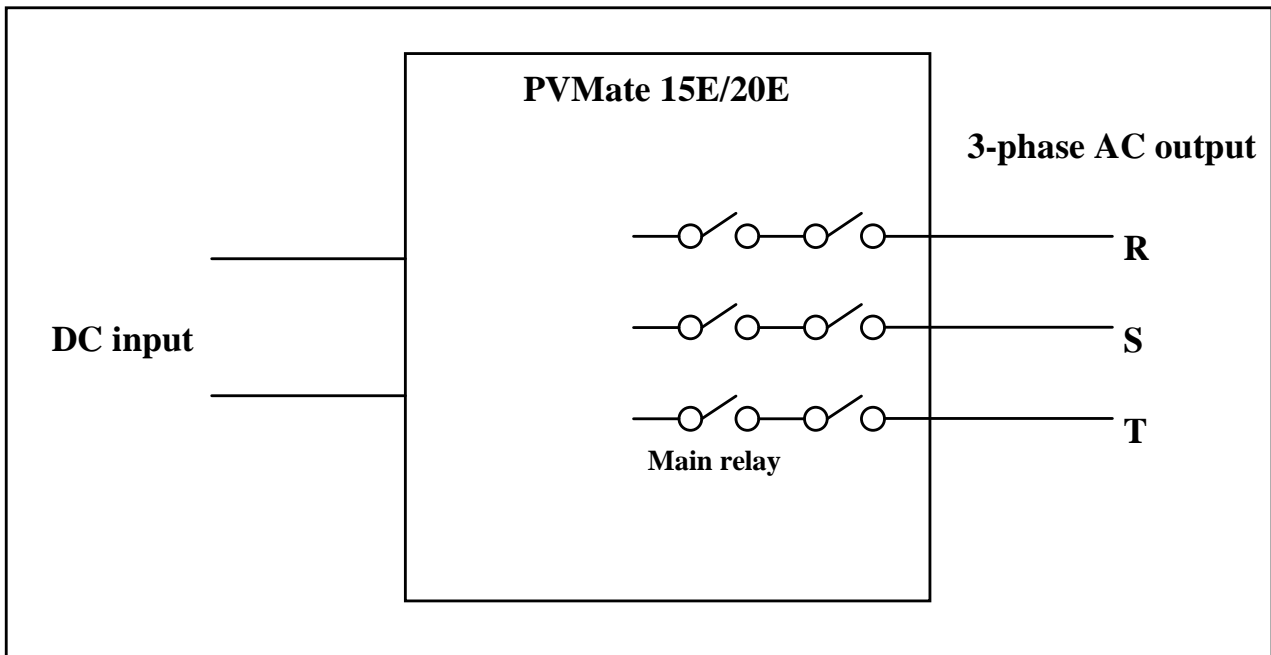 PVMate 15E/20E
3-phase AC output
R
DC input
S
T
Main relay